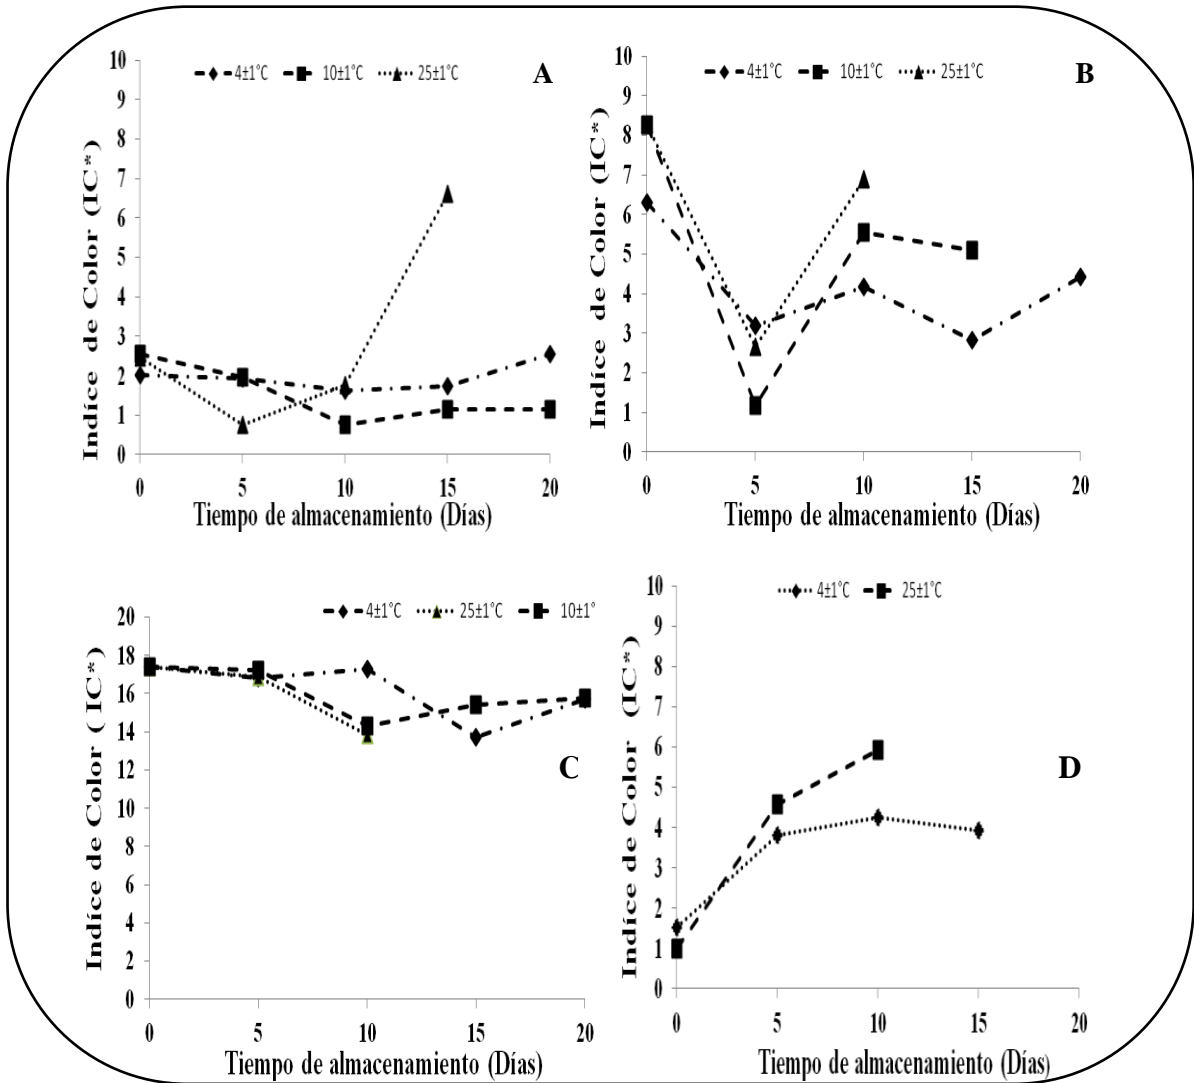 4±1°C 10±1°C 25±1°C A
10
9
8
7
6
5
4
3
2
1
0
Indíce de Color (IC*)
0 5 10 15 20
Tiempo de almacenamiento (Días)
4±1°C 10±1°C 25±1°C B
10
9
8
7
6
5
4
3
2
1
0
Indíce de Color (IC*)
0 5 10 15 20
Tiempo de almacenamiento (Días)
4±1°C 25±1°C 10±1°
20
18
16
14
12
10
8
6
4
2
0
Indíce de Color ( IC*)
C
0 5 10 15 20
Tiempo de almacenamiento (Días)
4±1°C 25±1°C
10
9
8
7
6
5
4
3
2
1
0
Indíce de Color (IC*)
D
0 5 10 15 20
Tiempo de almacenamiento (Días)